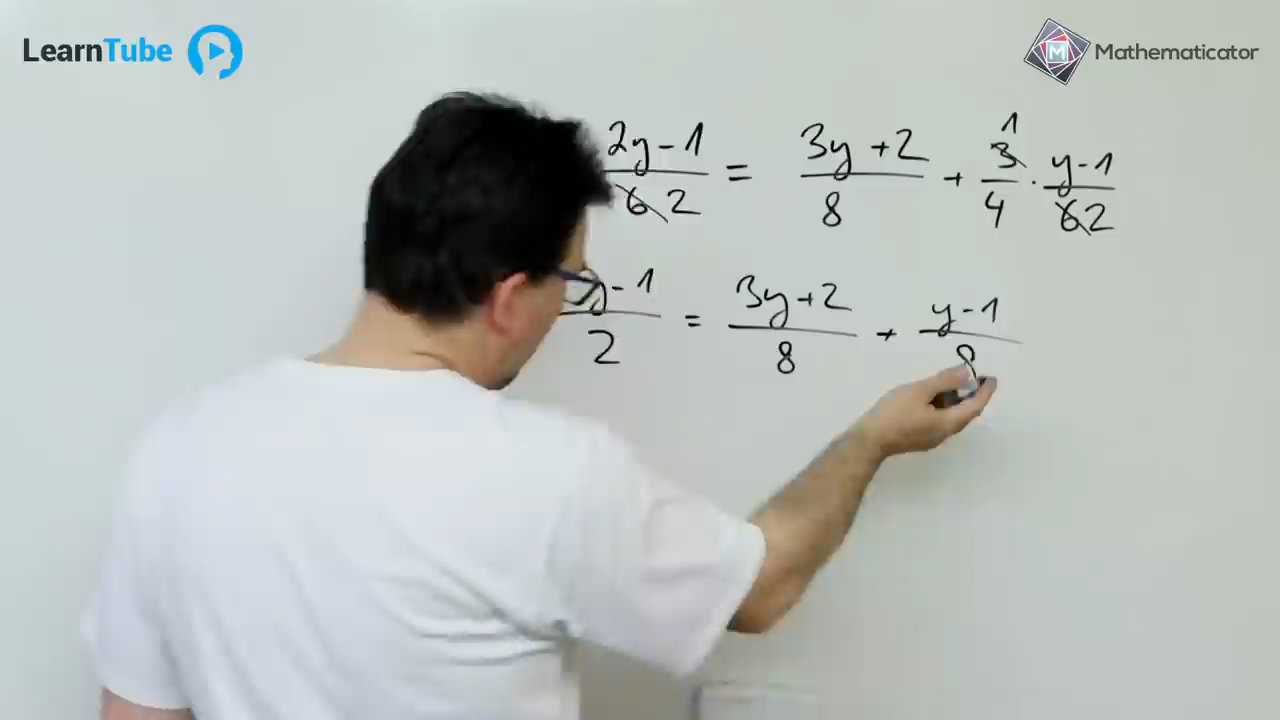 LearnTube
Mathematicator
2y-1/6̸ 2 = 3y+2/8 + 3̸ 1/4 · y-1/6̸ 2
y-1/2 = 3y+2/8 + y-1/8